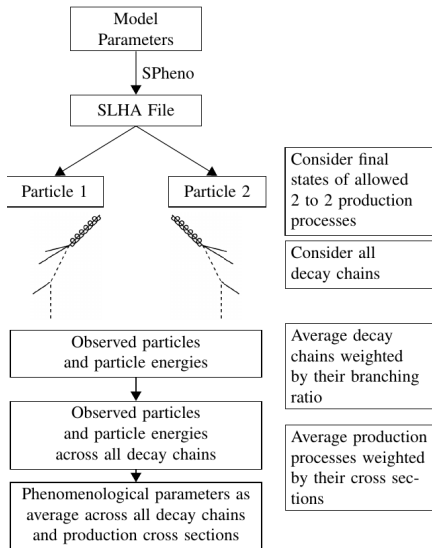 Model
Parameters
SPheno
SLHA File
Particle 1
Particle 2
Consider final
states of allowed
2 to 2 production
processes
Consider all
decay chains
Observed particles
and particle energies
Average decay
chains weighted
by their branching
ratio
Observed particles
and particle energies
across all decay chains
Average production
processes weighted
by their cross sec-
tions
Phenomenological parameters as
average across all decay chains
and production cross sections